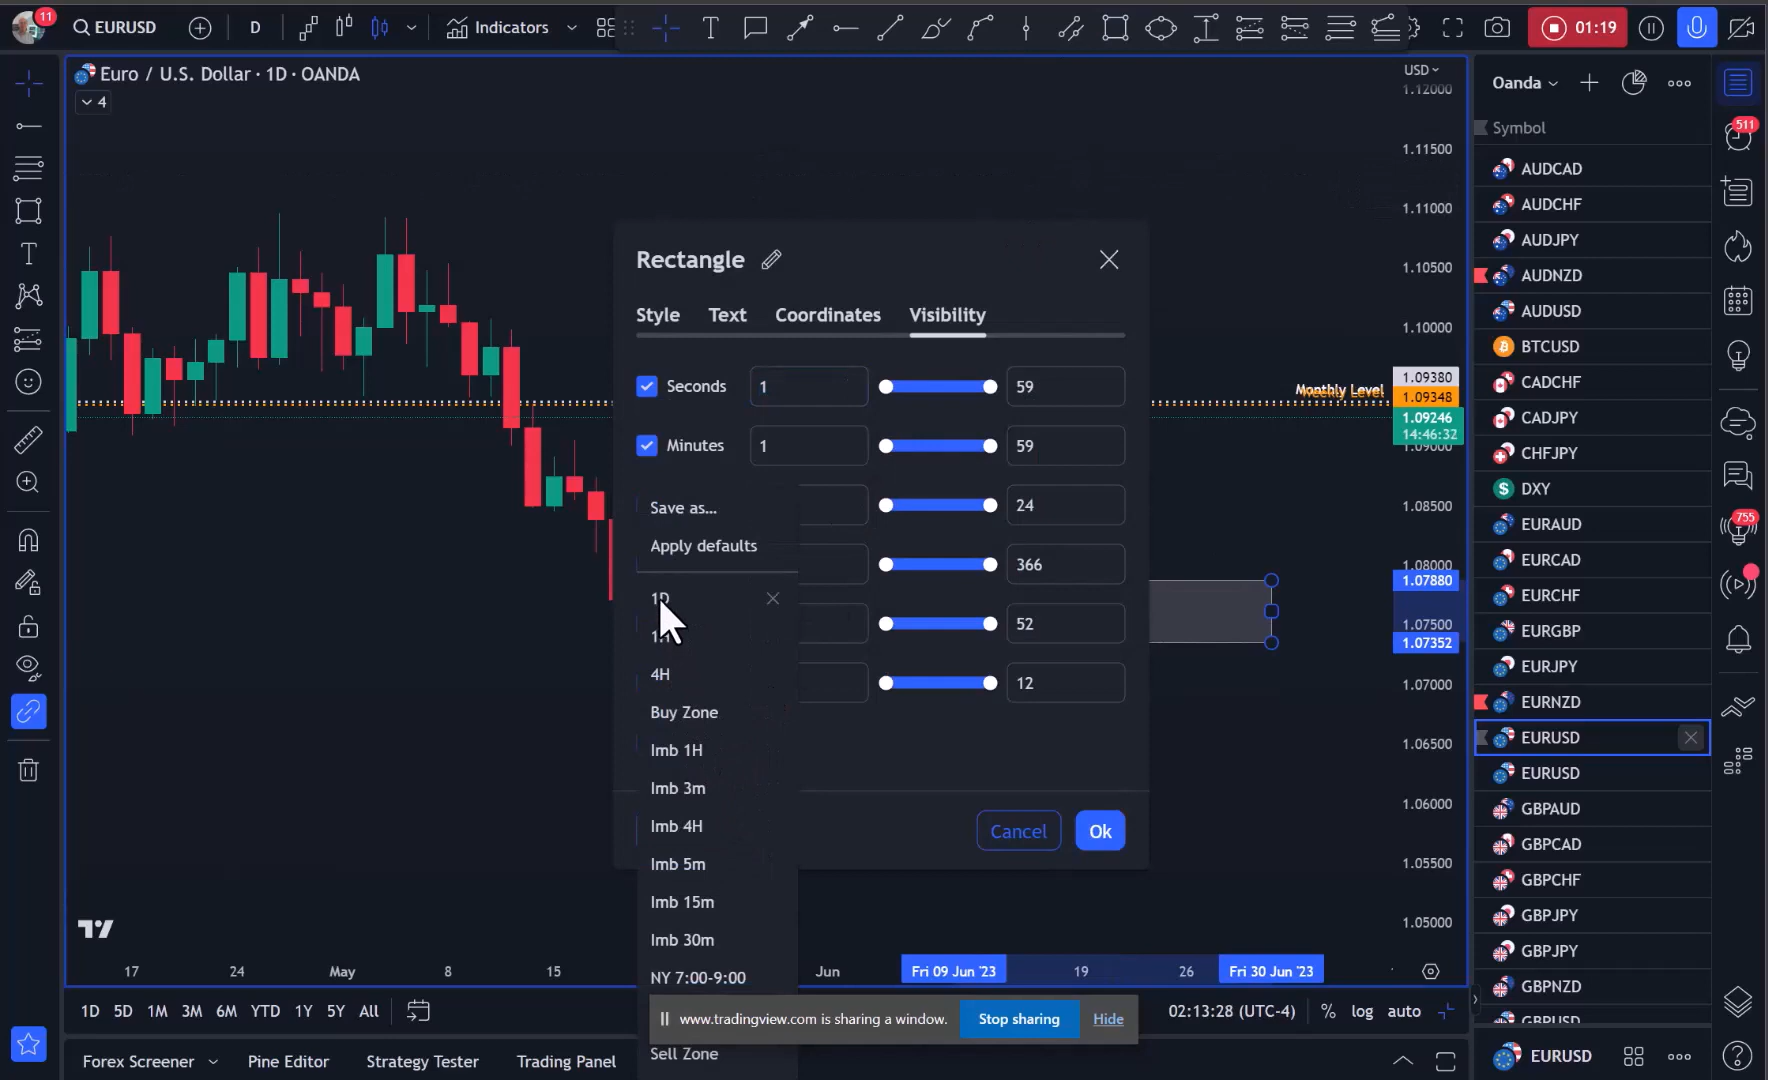 11
EURUSD
D
Indicators
01:19
Euro / U.S. Dollar · 1D · OANDA
4
USD
1.12000
1.11500
1.11000
1.10500
1.10000
Monthly Level
Weekly Level
1.09380
1.09348
1.09246
14:46:32
1.09000
1.08500
1.08000
1.07880
1.07500
1.07352
1.07000
1.06500
1.06000
1.05500
1.05000
Rectangle
Style Text Coordinates Visibility
Seconds 1 59
Minutes 1 59
24
366
52
12
Save as...
Apply defaults
1D
1H
4H
Buy Zone
Imb 1H
Imb 3m
Imb 4H
Imb 5m
Imb 15m
Imb 30m
NY 7:00-9:00
Sell Zone
Cancel Ok
17 24 May 8 15 Jun Fri 09 Jun '23 19 26 Fri 30 Jun '23
1D 5D 1M 3M 6M YTD 1Y 5Y All
www.tradingview.com is sharing a window. Stop sharing Hide
02:13:28 (UTC-4) % log auto
Forex Screener Pine Editor Strategy Tester Trading Panel
Oanda
Symbol
AUDCAD
AUDCHF
AUDJPY
AUDNZD
AUDUSD
BTCUSD
CADCHF
CADJPY
CHFJPY
DXY
EURAUD
EURCAD
EURCHF
EURGBP
EURJPY
EURNZD
EURUSD
EURUSD
GBPAUD
GBPCAD
GBPCHF
GBPJPY
GBPJPY
GBPNZD
GBPUSD
EURUSD
511
755